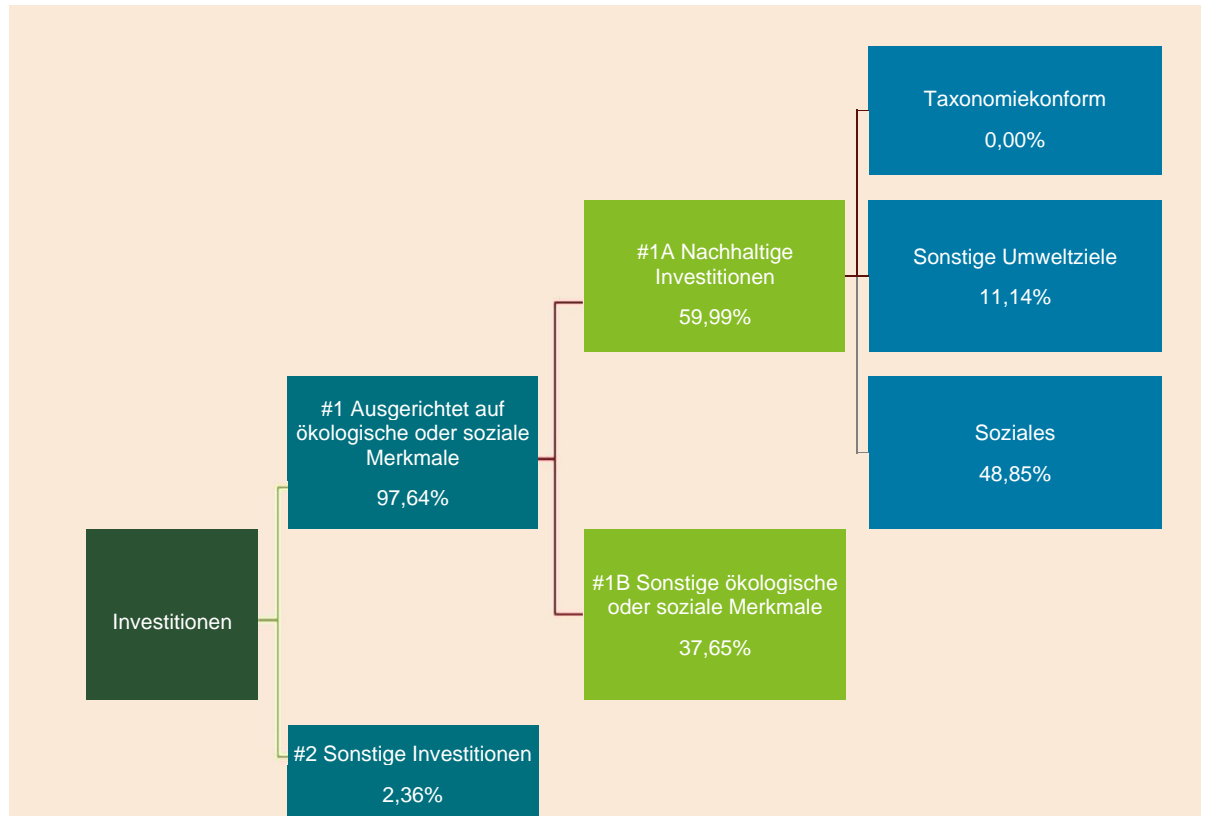 Taxonomiekonform
0,00%
#1A Nachhaltige
Investitionen
59,99%
Sonstige Umweltziele
11,14%
#1 Ausgerichtet auf
ökologische oder soziale
Merkmale
97,64%
Soziales
48,85%
Investitionen
#1B Sonstige ökologische
oder soziale Merkmale
37,65%
#2 Sonstige Investitionen
2,36%